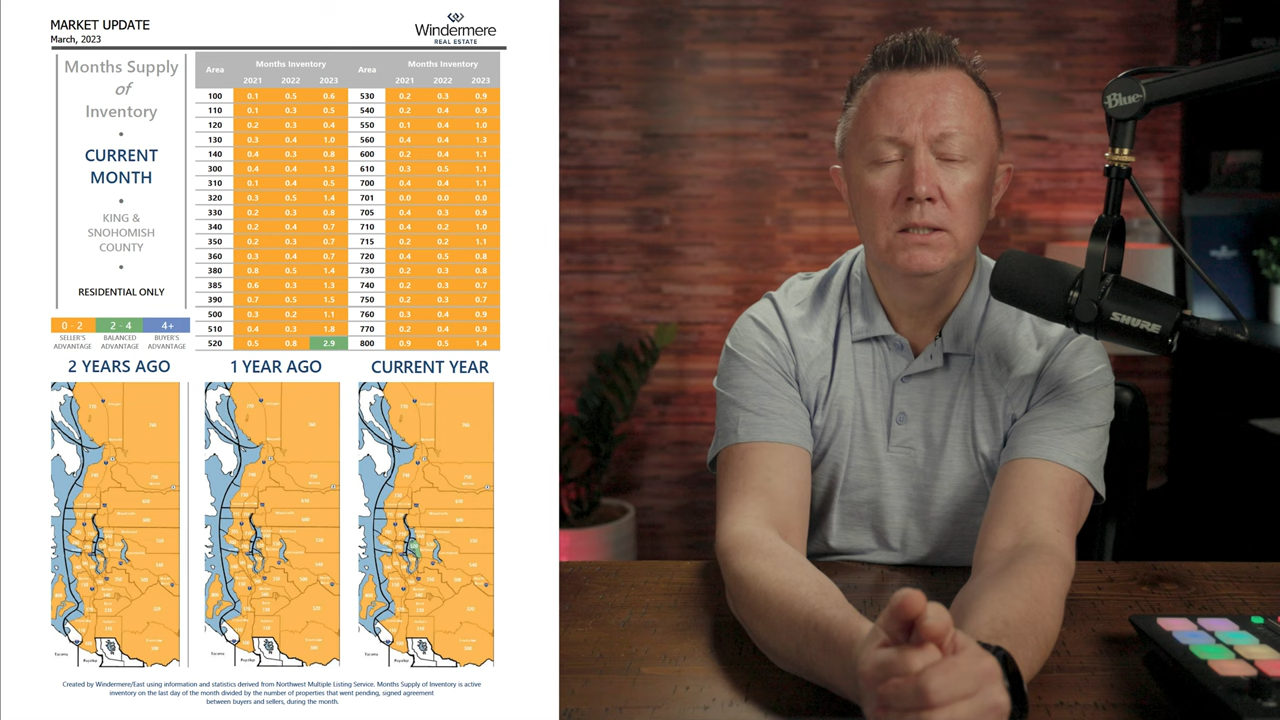 MARKET UPDATE
March, 2023
Windermere
REAL ESTATE
Months Supply
of
Inventory
•
CURRENT
MONTH
•
KING &
SNOHOMISH
COUNTY
•
RESIDENTIAL ONLY
0 - 2 2 - 4 4+
SELLER'S BALANCED BUYER'S
ADVANTAGE ADVANTAGE ADVANTAGE
Area Months Inventory Area Months Inventory
2021 2022 2023 2021 2022 2023
100 0.1 0.5 0.6 530 0.2 0.3 0.9
110 0.1 0.3 0.5 540 0.2 0.4 0.9
120 0.2 0.3 0.4 550 0.1 0.4 1.0
130 0.3 0.4 1.0 560 0.4 0.4 1.3
140 0.4 0.3 0.8 600 0.2 0.4 1.1
300 0.4 0.4 1.3 610 0.3 0.5 1.1
310 0.1 0.4 0.5 700 0.4 0.4 1.1
320 0.3 0.5 1.4 701 0.0 0.0 0.0
330 0.2 0.3 0.8 705 0.4 0.3 0.9
340 0.2 0.4 0.7 710 0.4 0.2 1.0
350 0.2 0.3 0.7 715 0.2 0.2 1.1
360 0.3 0.4 0.7 720 0.4 0.5 0.8
380 0.8 0.5 1.4 730 0.2 0.3 0.8
385 0.6 0.3 1.3 740 0.2 0.3 0.7
390 0.7 0.5 1.5 750 0.2 0.3 0.7
500 0.3 0.2 1.1 760 0.3 0.4 0.9
510 0.4 0.3 1.8 770 0.2 0.4 0.9
520 0.5 0.8 2.9 800 0.9 0.5 1.4
2 YEARS AGO 1 YEAR AGO CURRENT YEAR
Created by Windermere/East using information and statistics derived from Northwest Multiple Listing Service. Months Supply of Inventory is active
inventory on the last day of the month divided by the number of properties that went pending, signed agreement
between buyers and sellers, during the month.
Blue
SHURE